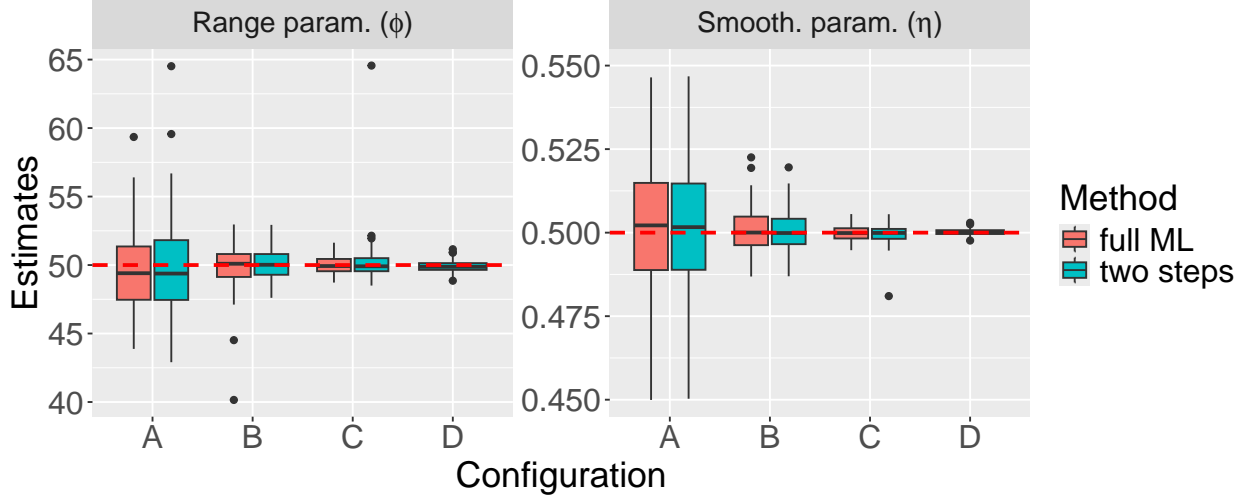 Range param. (ϕ)
Smooth. param. (η)
Estimates
65
60
55
50
45
40
A B C D
0.550
0.525
0.500
0.475
0.450
A B C D
Configuration
Method
full ML
two steps